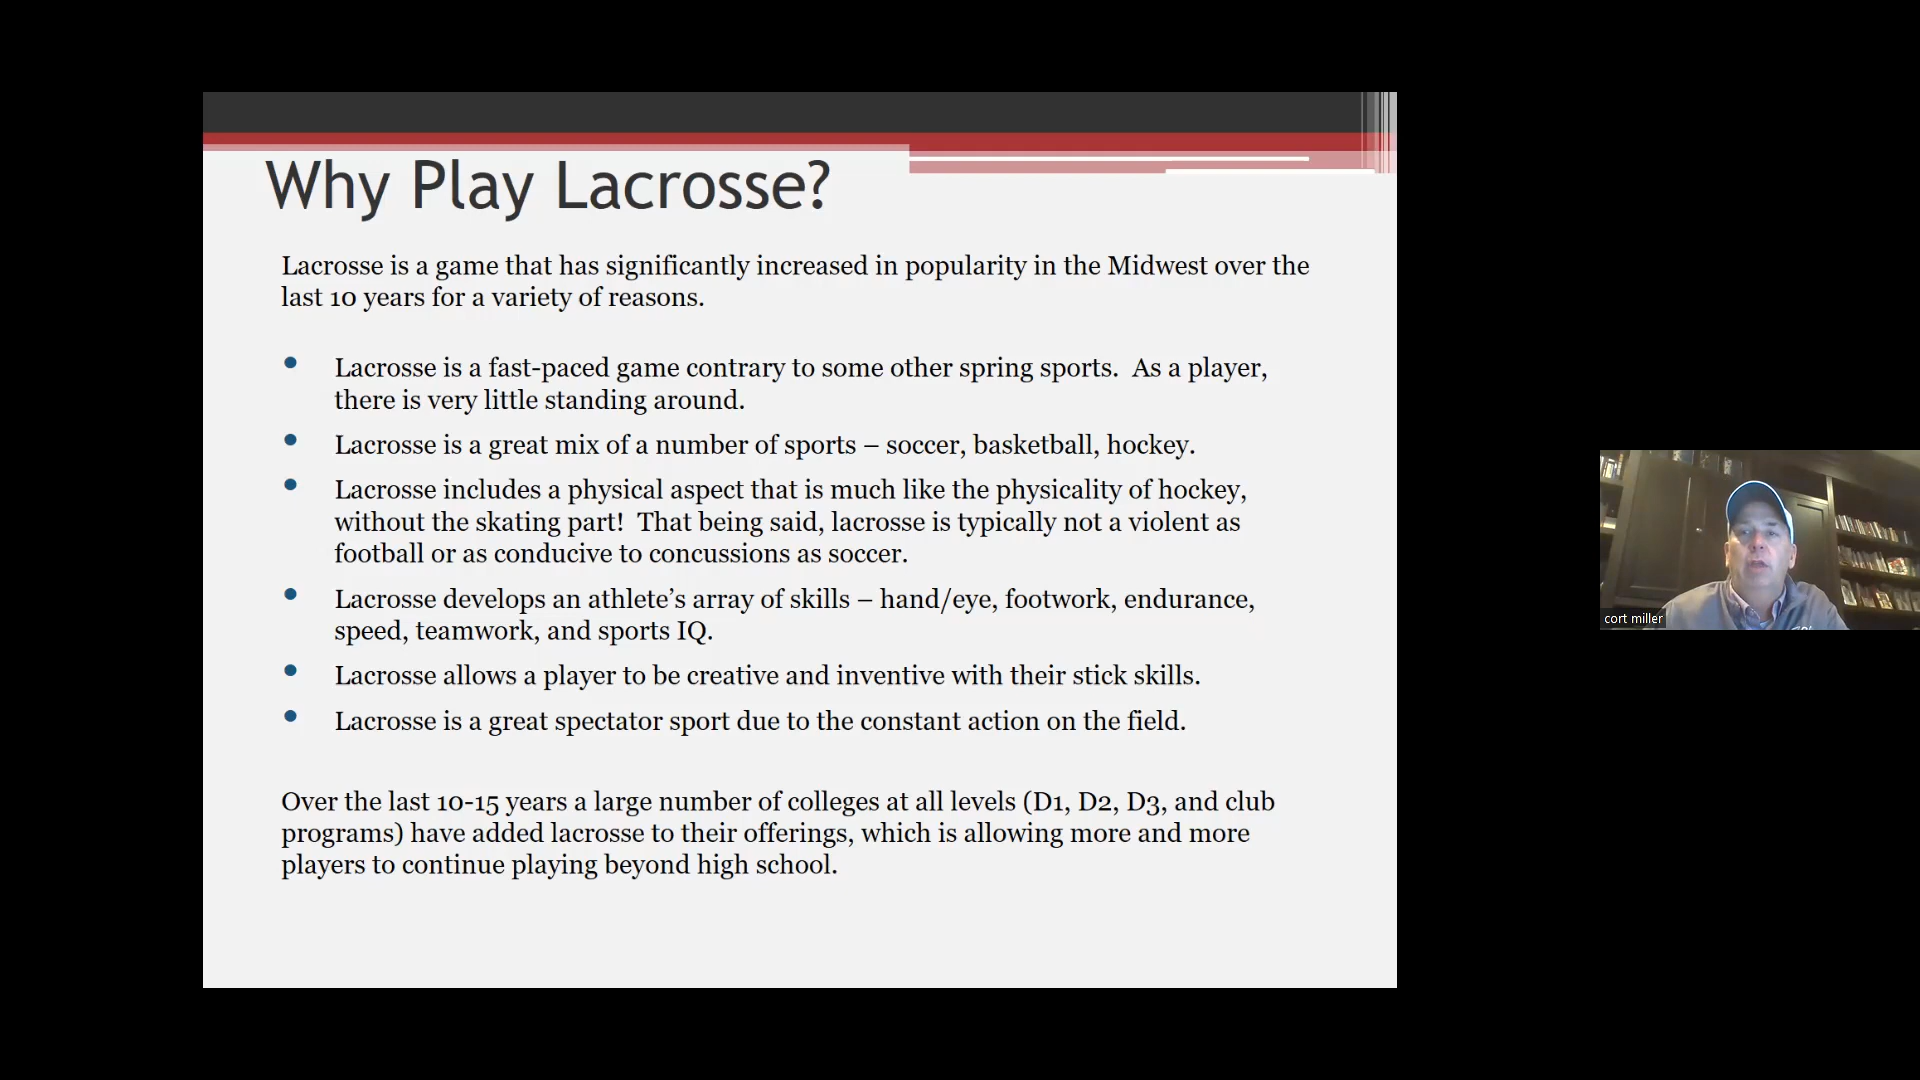 Why Play Lacrosse?
Lacrosse is a game that has significantly increased in popularity in the Midwest over the
last 10 years for a variety of reasons.
• Lacrosse is a fast-paced game contrary to some other spring sports.  As a player,
there is very little standing around.
• Lacrosse is a great mix of a number of sports – soccer, basketball, hockey.
• Lacrosse includes a physical aspect that is much like the physicality of hockey,
without the skating part!  That being said, lacrosse is typically not a violent as
football or as conducive to concussions as soccer.
• Lacrosse develops an athlete’s array of skills – hand/eye, footwork, endurance,
speed, teamwork, and sports IQ.
• Lacrosse allows a player to be creative and inventive with their stick skills.
• Lacrosse is a great spectator sport due to the constant action on the field.
Over the last 10-15 years a large number of colleges at all levels (D1, D2, D3, and club
programs) have added lacrosse to their offerings, which is allowing more and more
players to continue playing beyond high school.
cort miller